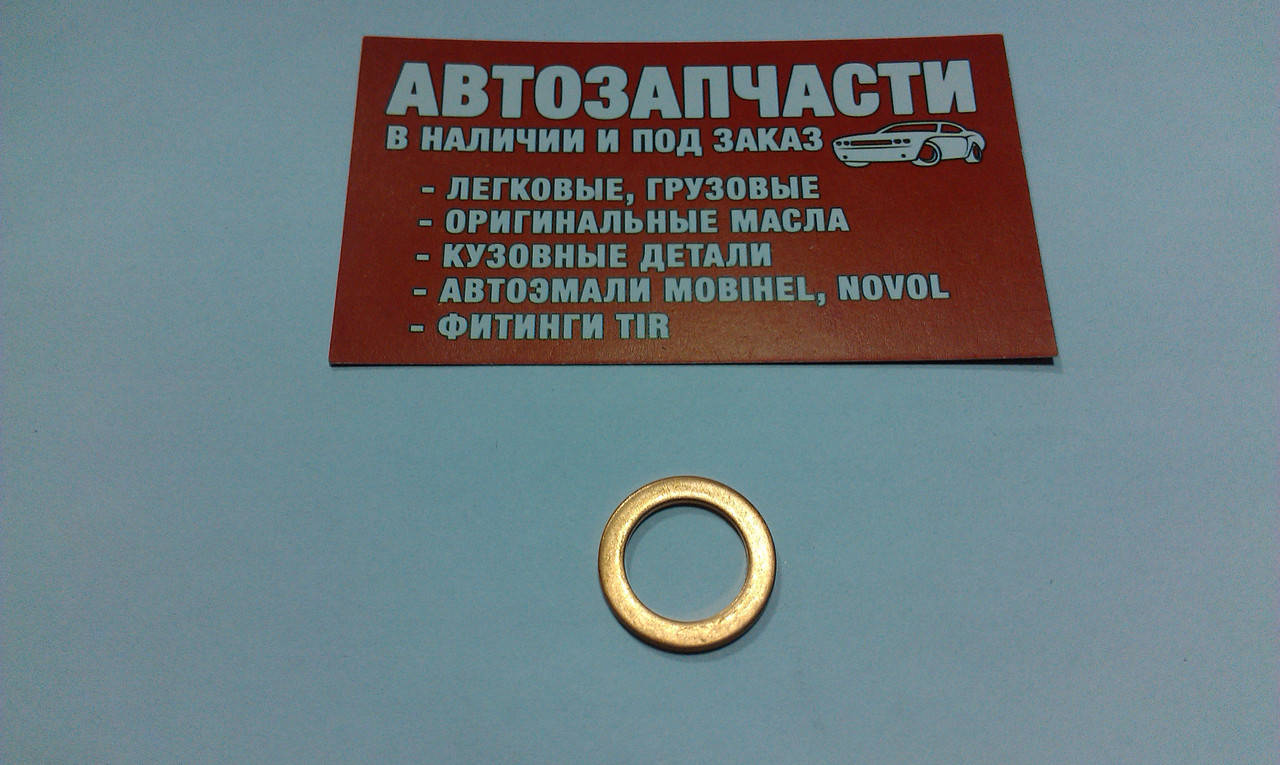 АВТОЗАПЧАСТИ
В НАЛИЧИИ И ПОД ЗАКАЗ
- ЛЕГКОВЫЕ, ГРУЗОВЫЕ
- ОРИГИНАЛЬНЫЕ МАСЛА
- КУЗОВНЫЕ ДЕТАЛИ
- АВТОЭМАЛИ MOBIHEL, NOVOL
- ФИТИНГИ TIR